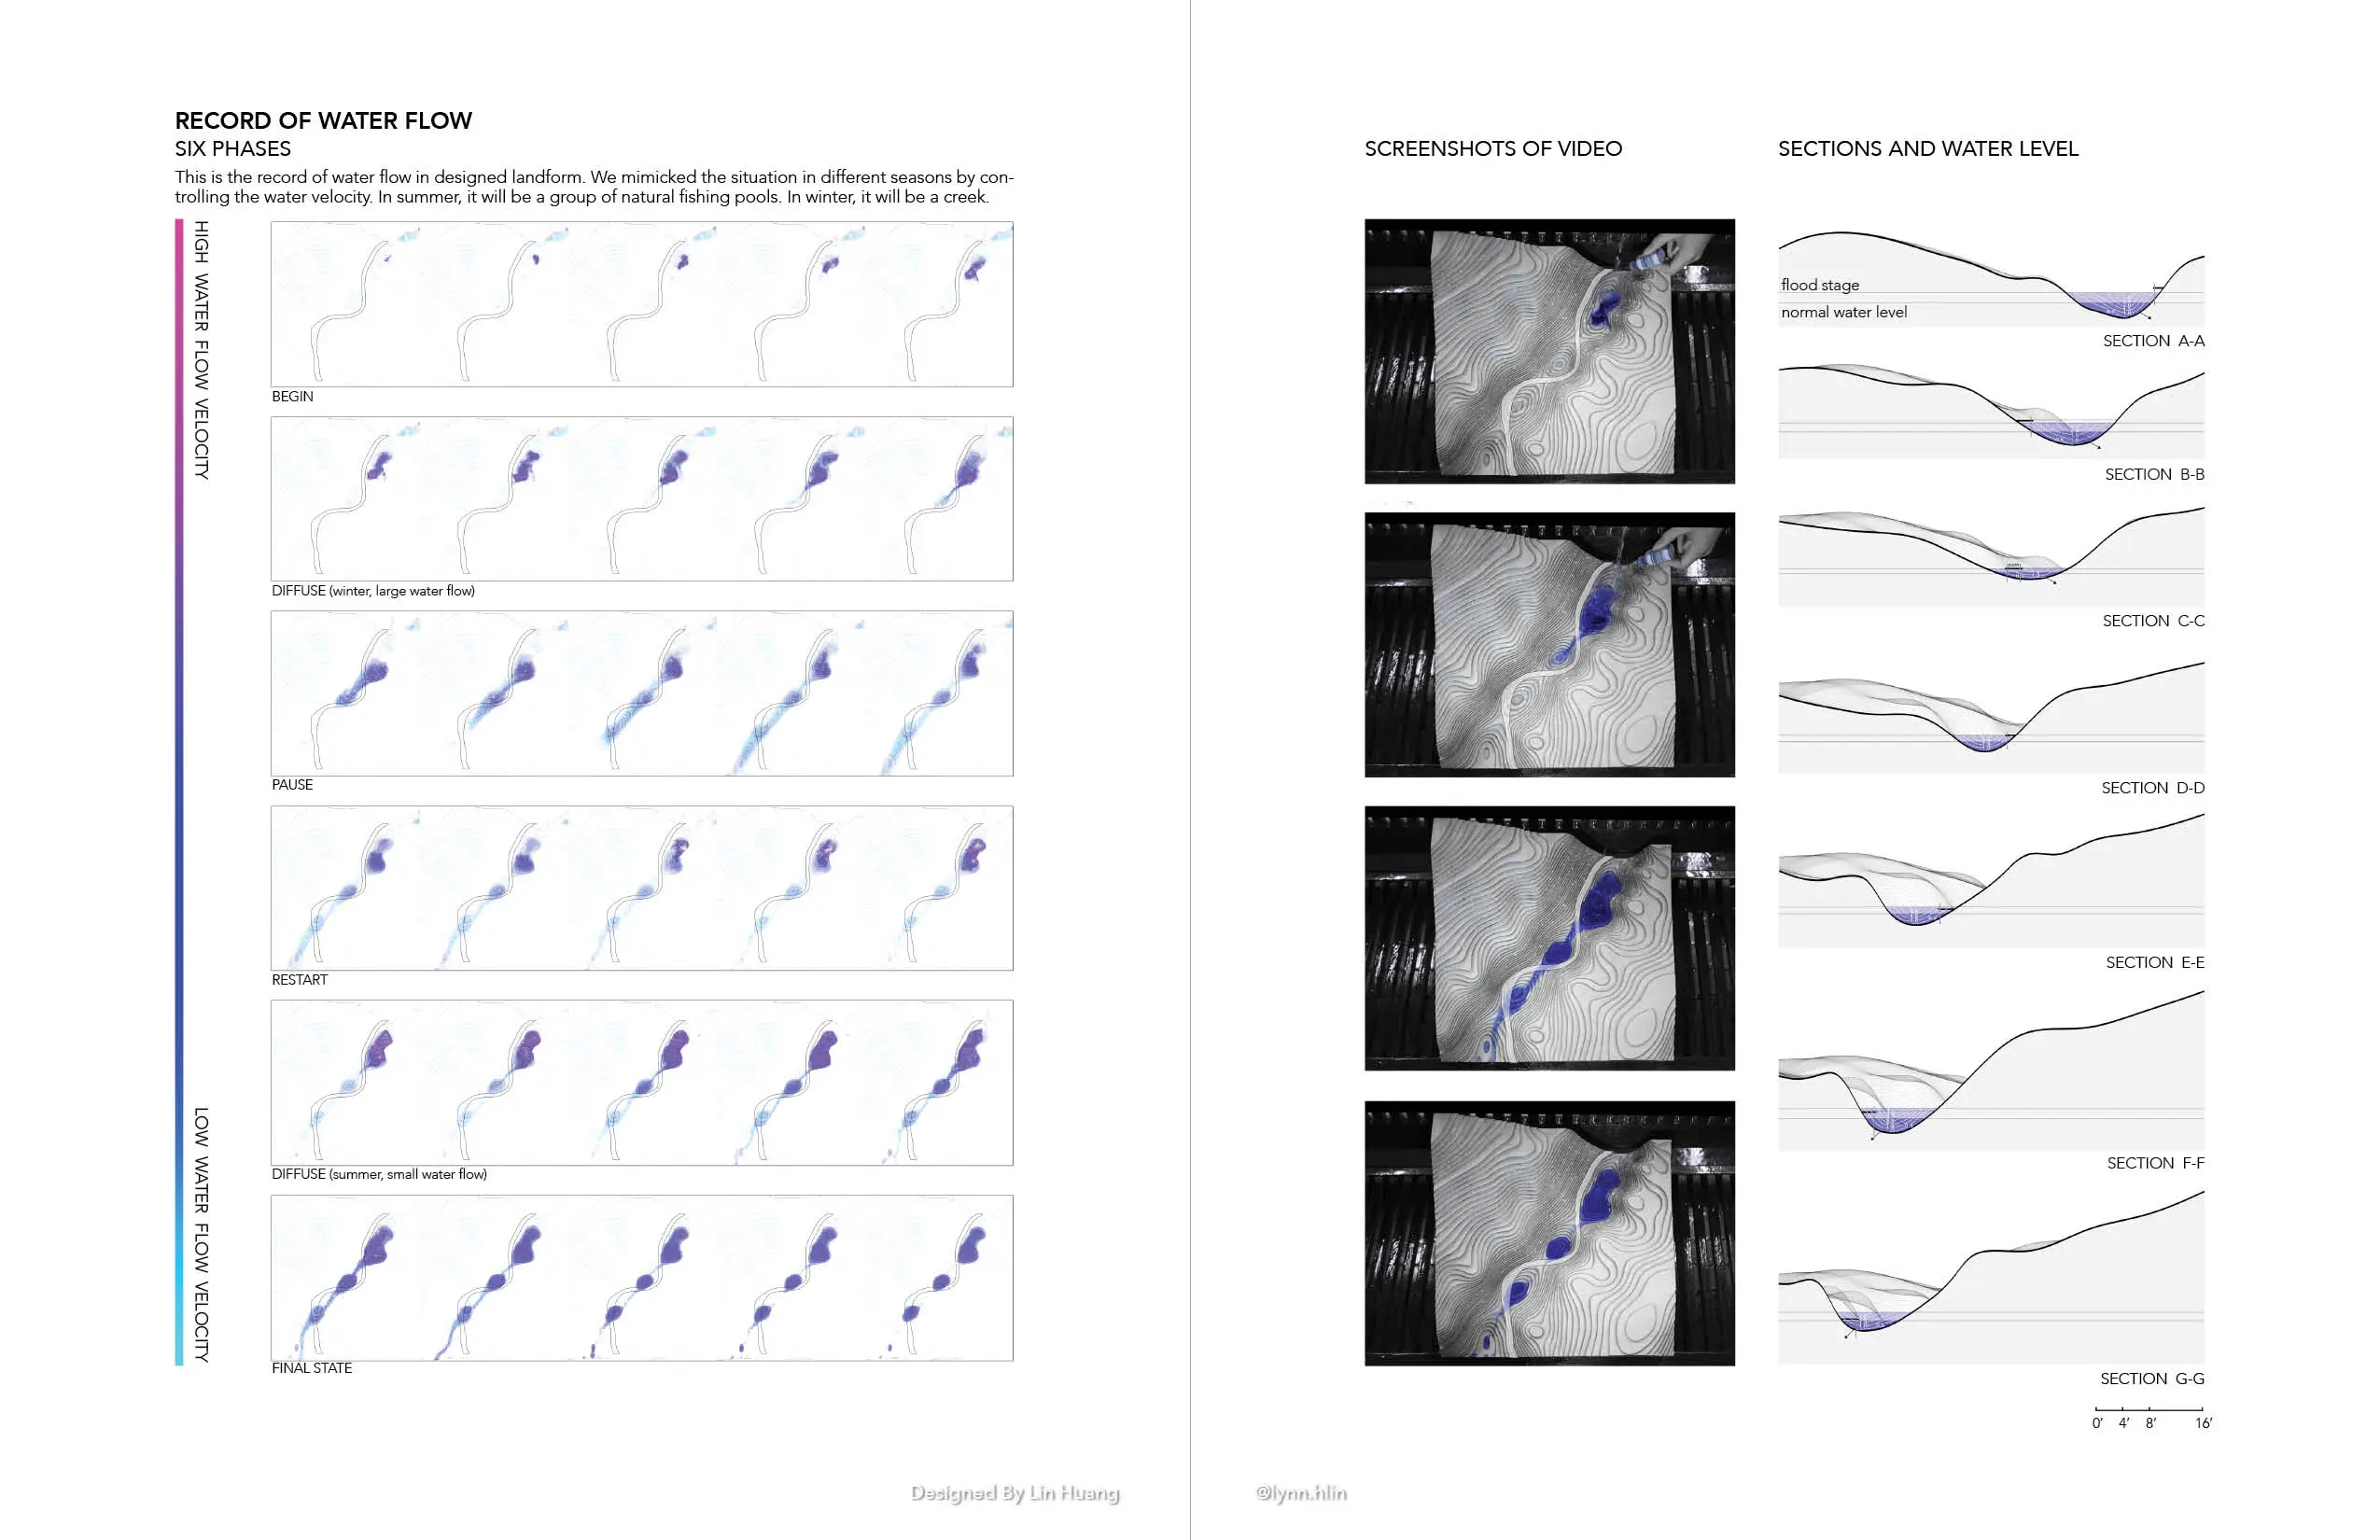 RECORD OF WATER FLOW
SIX PHASES
This is the record of water flow in designed landform. We mimicked the situation in different seasons by con-
trolling the water velocity. In summer, it will be a group of natural fishing pools. In winter, it will be a creek.
HIGH WATER FLOW VELOCITY
LOW WATER FLOW VELOCITY
BEGIN
DIFFUSE (winter, large water flow)
PAUSE
RESTART
DIFFUSE (summer, small water flow)
FINAL STATE
SCREENSHOTS OF VIDEO
SECTIONS AND WATER LEVEL
flood stage
normal water level
SECTION A-A
SECTION B-B
SECTION C-C
SECTION D-D
SECTION E-E
SECTION F-F
SECTION G-G
0' 4' 8' 16'
Designed By Lin Huang
@lynn.hlin